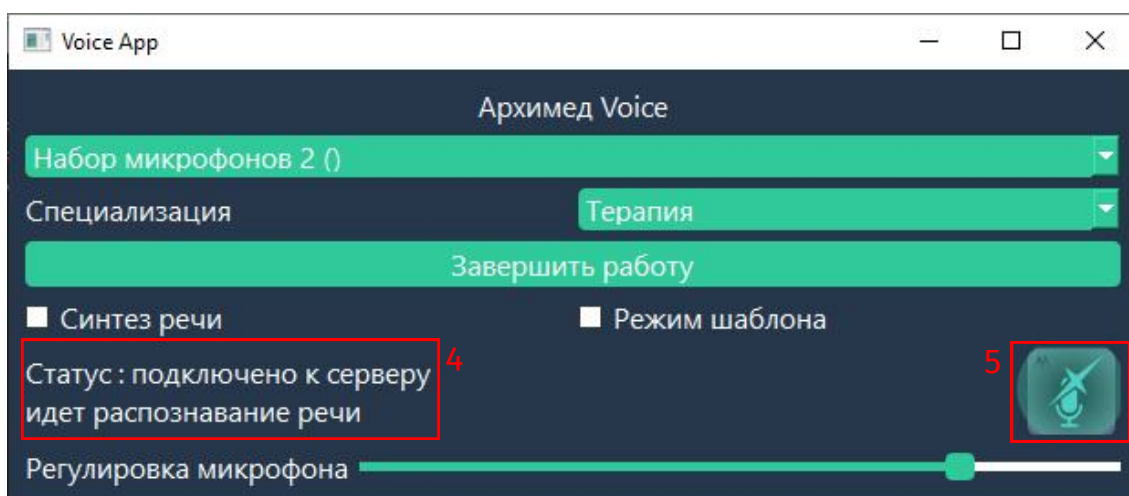 Voice App
Архимед Voice
Набор микрофонов 2 ()
Специализация
Терапия
Завершить работу
Синтез речи
Режим шаблона
Статус : подключено к серверу
идет распознавание речи
4
5
Регулировка микрофона